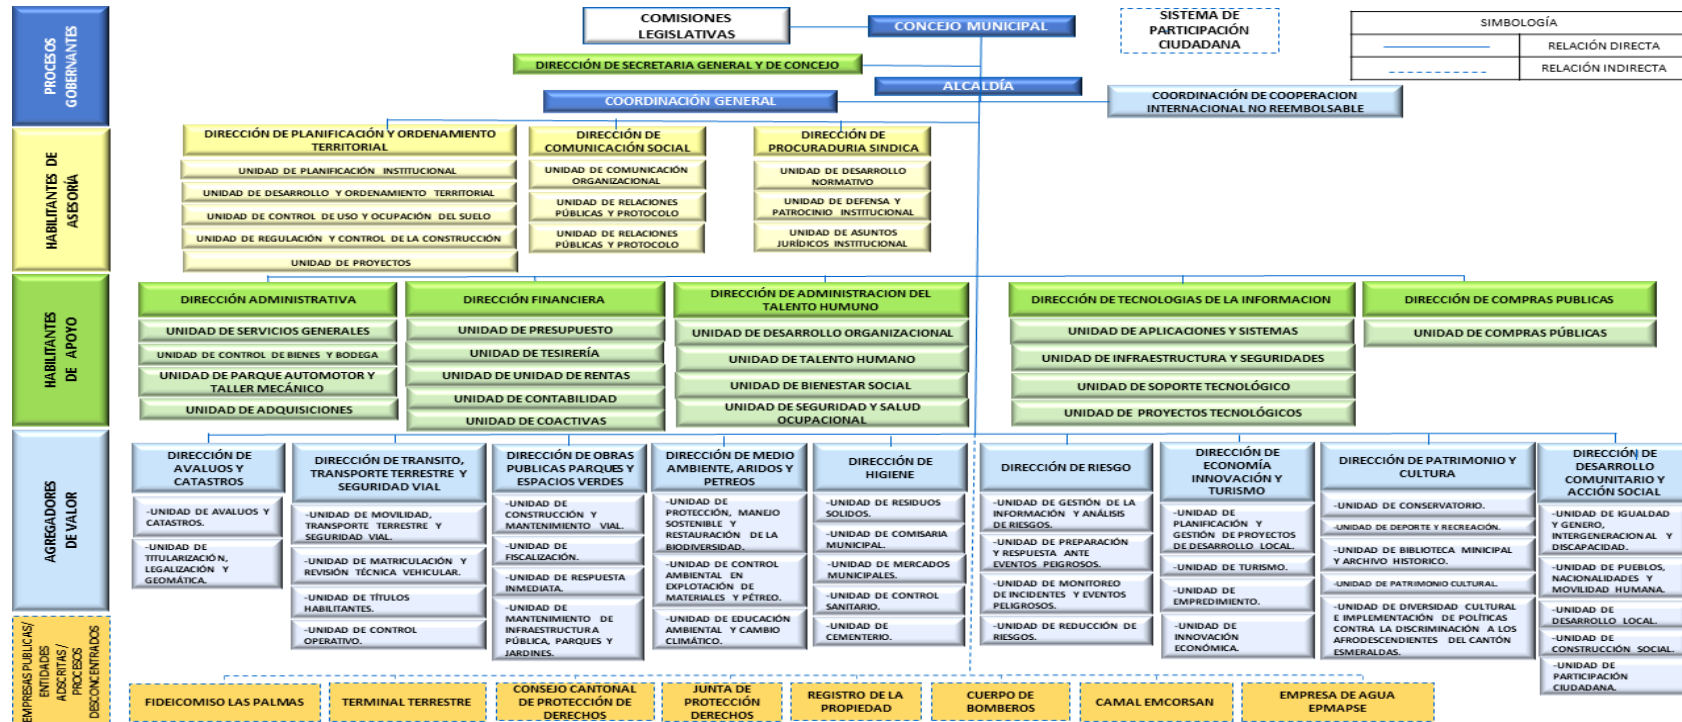 PROCESOS
GOBERNANTES
COMISIONES
LEGISLATIVAS
CONCEJO MUNICIPAL
SISTEMA DE
PARTICIPACIÓN
CIUDADANA
SIMBOLOGÍA
RELACIÓN DIRECTA
RELACIÓN INDIRECTA
DIRECCIÓN DE SECRETARIA GENERAL Y DE CONCEJO
ALCALDÍA
COORDINACIÓN GENERAL
COORDINACIÓN DE COOPERACION
INTERNACIONAL NO REEMBOLSABLE
HABILITANTES DE
ASESORÍA
DIRECCIÓN DE PLANIFICACIÓN Y ORDENAMIENTO
TERRITORIAL
UNIDAD DE PLANIFICACIÓN INSTITUCIONAL
UNIDAD DE DESARROLLO Y ORDENAMIENTO TERRITORIAL
UNIDAD DE CONTROL DE USO Y OCUPACIÓN DEL SUELO
UNIDAD DE REGULACIÓN Y CONTROL DE LA CONSTRUCCIÓN
UNIDAD DE PROYECTOS
DIRECCIÓN DE
COMUNICACIÓN SOCIAL
UNIDAD DE COMUNICACIÓN
ORGANIZACIONAL
UNIDAD DE RELACIONES
PÚBLICAS Y PROTOCOLO
UNIDAD DE RELACIONES
PÚBLICAS Y PROTOCOLO
DIRECCIÓN DE
PROCURADURIA SINDICA
UNIDAD DE DESARROLLO
NORMATIVO
UNIDAD DE DEFENSA Y
PATROCINIO INSTITUCIONAL
UNIDAD DE ASUNTOS
JURÍDICOS INSTITUCIONAL
HABILITANTES
DE APOYO
DIRECCIÓN ADMINISTRATIVA
UNIDAD DE SERVICIOS GENERALES
UNIDAD DE CONTROL DE BIENES Y BODEGA
UNIDAD DE PARQUE AUTOMOTOR Y
TALLER MECÁNICO
UNIDAD DE ADQUISICIONES
DIRECCIÓN FINANCIERA
UNIDAD DE PRESUPUESTO
UNIDAD DE TESIRERÍA
UNIDAD DE UNIDAD DE RENTAS
UNIDAD DE CONTABILIDAD
UNIDAD DE COACTIVAS
DIRECCIÓN DE ADMINISTRACION DEL
TALENTO HUMUNO
UNIDAD DE DESARROLLO ORGANIZACIONAL
UNIDAD DE TALENTO HUMANO
UNIDAD DE BIENESTAR SOCIAL
UNIDAD DE SEGURIDAD Y SALUD
OCUPACIONAL
DIRECCIÓN DE TECNOLOGIAS DE LA INFORMACION
UNIDAD DE APLICACIONES Y SISTEMAS
UNIDAD DE INFRAESTRUCTURA Y SEGURIDADES
UNIDAD DE SOPORTE TECNOLÓGICO
UNIDAD DE PROYECTOS TECNOLÓGICOS
DIRECCIÓN DE COMPRAS PUBLICAS
UNIDAD DE COMPRAS PÚBLICAS
AGREGADORES
DE VALOR
DIRECCIÓN DE
AVALUOS Y
CATASTROS
-UNIDAD DE AVALUOS Y
CATASTROS.
-UNIDAD DE
TITULARIZACIÓN,
LEGALIZACIÓN Y
GEOMÁTICA.
DIRECCIÓN DE TRANSITO,
TRANSPORTE TERRESTRE Y
SEGURIDAD VIAL
-UNIDAD DE MOVILIDAD,
TRANSPORTE TERRESTRE Y
SEGURIDAD VIAL.
-UNIDAD DE MATRICULACIÓN Y
REVISIÓN TÉCNICA VEHICULAR.
-UNIDAD DE TÍTULOS
HABILITANTES.
-UNIDAD DE CONTROL
OPERATIVO.
DIRECCIÓN DE OBRAS
PUBLICAS PARQUES Y
ESPACIOS VERDES
-UNIDAD DE
CONSTRUCCIÓN Y
MANTENIMIENTO VIAL.
-UNIDAD DE
FISCALIZACIÓN.
-UNIDAD DE RESPUESTA
INMEDIATA.
-UNIDAD DE
MANTENIMIENTO DE
INFRAESTRUCTURA
PÚBLICA, PARQUES Y
JARDINES.
DIRECCIÓN DE MEDIO
AMBIENTE, ARIDOS Y
PETREOS
-UNIDAD DE
PROTECCIÓN, MANEJO
SOSTENIBLE Y
RESTAURACIÓN DE LA
BIODIVERSIDAD.
-UNIDAD DE CONTROL
AMBIENTAL EN
EXPLOTACIÓN DE
MATERIALES Y PÉTREO.
-UNIDAD DE EDUCACIÓN
AMBIENTAL Y CAMBIO
CLIMÁTICO.
DIRECCIÓN DE
HIGIENE
-UNIDAD DE RESIDUOS
SOLIDOS.
-UNIDAD DE COMISARIA
MUNICIPAL.
-UNIDAD DE MERCADOS
MUNICIPALES.
-UNIDAD DE CONTROL
SANITARIO.
-UNIDAD DE
CEMENTERIO.
DIRECCIÓN DE RIESGO
-UNIDAD DE GESTIÓN DE LA
INFORMACIÓN Y ANÁLISIS
DE RIESGOS.
-UNIDAD DE PREPARACIÓN
Y RESPUESTA ANTE
EVENTOS PEIGROSOS.
-UNIDAD DE MONITOREO
DE INCIDENTES Y EVENTOS
PELIGROSOS.
-UNIDAD DE REDUCCIÓN DE
RIESGOS.
DIRECCIÓN DE
ECONOMÍA
INNOVACIÓN Y
TURISMO
-UNIDAD DE
PLANIFICACIÓN Y
GESTIÓN DE PROYECTOS
DE DESARROLLO LOCAL.
-UNIDAD DE TURISMO.
-UNIDAD DE
EMPREDIMIENTO.
-UNIDAD DE
INNOVACIÓN
ECONÓMICA.
DIRECCIÓN DE PATRIMONIO Y
CULTURA
-UNIDAD DE CONSERVATORIO.
-UNIDAD DE DEPORTE Y RECREACIÓN.
-UNIDAD DE BIBLIOTECA MINICIPAL
Y ARCHIVO HISTORICO.
-UNIDAD DE PATRIMONIO CULTURAL.
-UNIDAD DE DIVERSIDAD CULTURAL
E IMPLEMENTACIÓN DE POLÍTICAS
CONTRA LA DISCRIMINACIÓN A LOS
AFRODESCENDIENTES DEL CANTÓN
ESMERALDAS.
DIRECCIÓN DE
DESARROLLO
COMUNITARIO Y
ACCIÓN SOCIAL
-UNIDAD DE IGUALDAD
Y GENERO,
INTERGENERACIONAL Y
DISCAPACIDAD.
-UNIDAD DE PUEBLOS,
NACIONALIDADES Y
MOVILIDAD HUMANA.
-UNIDAD DE
DESARROLLO LOCAL.
-UNIDAD DE
CONSTRUCCIÓN SOCIAL.
-UNIDAD DE
PARTICIPACIÓN
CIUDADANA.
EMPRESAS PUBLICAS/
ENTIDADES
ADSCRITAS/
PROCESOS
DESCONCENTRADOS
FIDEICOMISO LAS PALMAS
TERMINAL TERRESTRE
CONSEJO CANTONAL
DE PROTECCIÓN DE
DERECHOS
JUNTA DE
PROTECCIÓN
DERECHOS
REGISTRO DE LA
PROPIEDAD
CUERPO DE
BOMBEROS
CAMAL EMCORSAN
EMPRESA DE AGUA
EPMAPSE